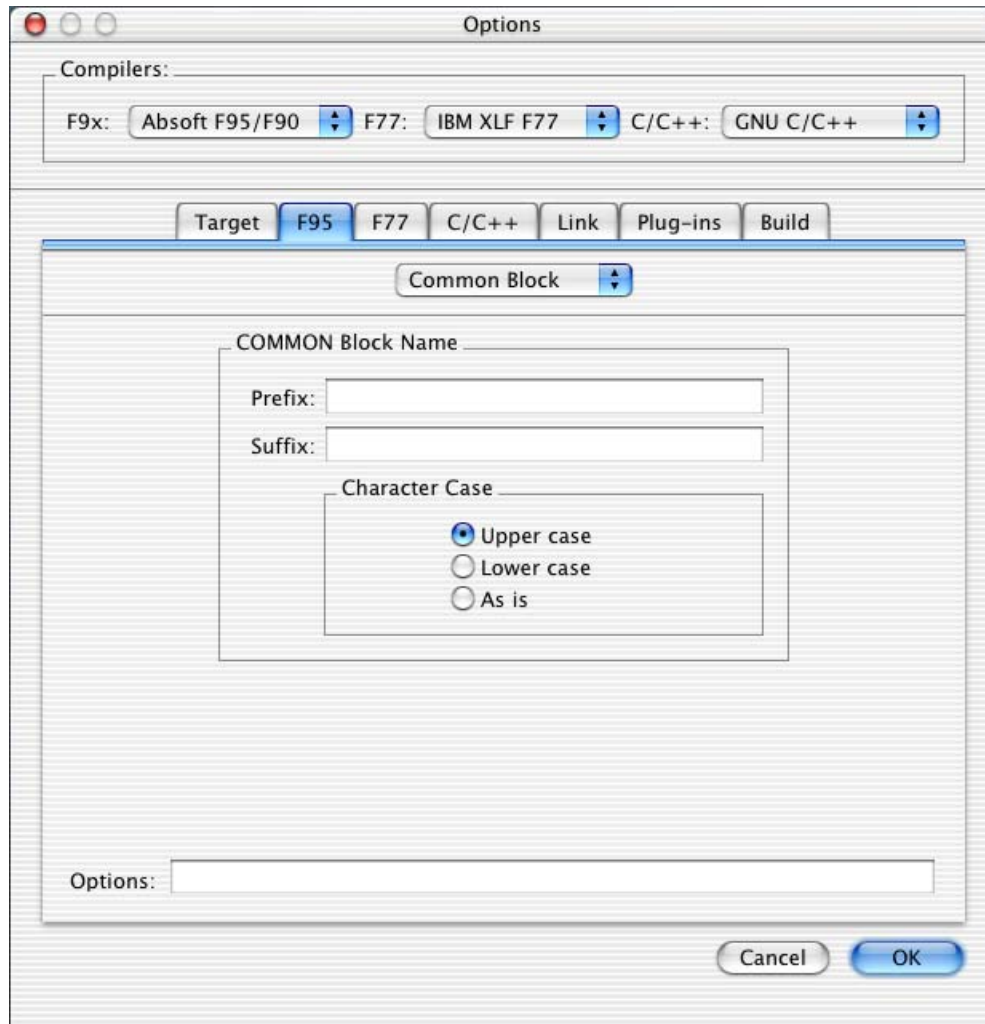 Options
Compilers:
F9x: Absoft F95/F90 F77: IBM XLF F77 C/C++: GNU C/C++
Target F95 F77 C/C++ Link Plug-ins Build
Common Block
COMMON Block Name
Prefix:
Suffix:
Character Case
Upper case
Lower case
As is
Options:
Cancel OK